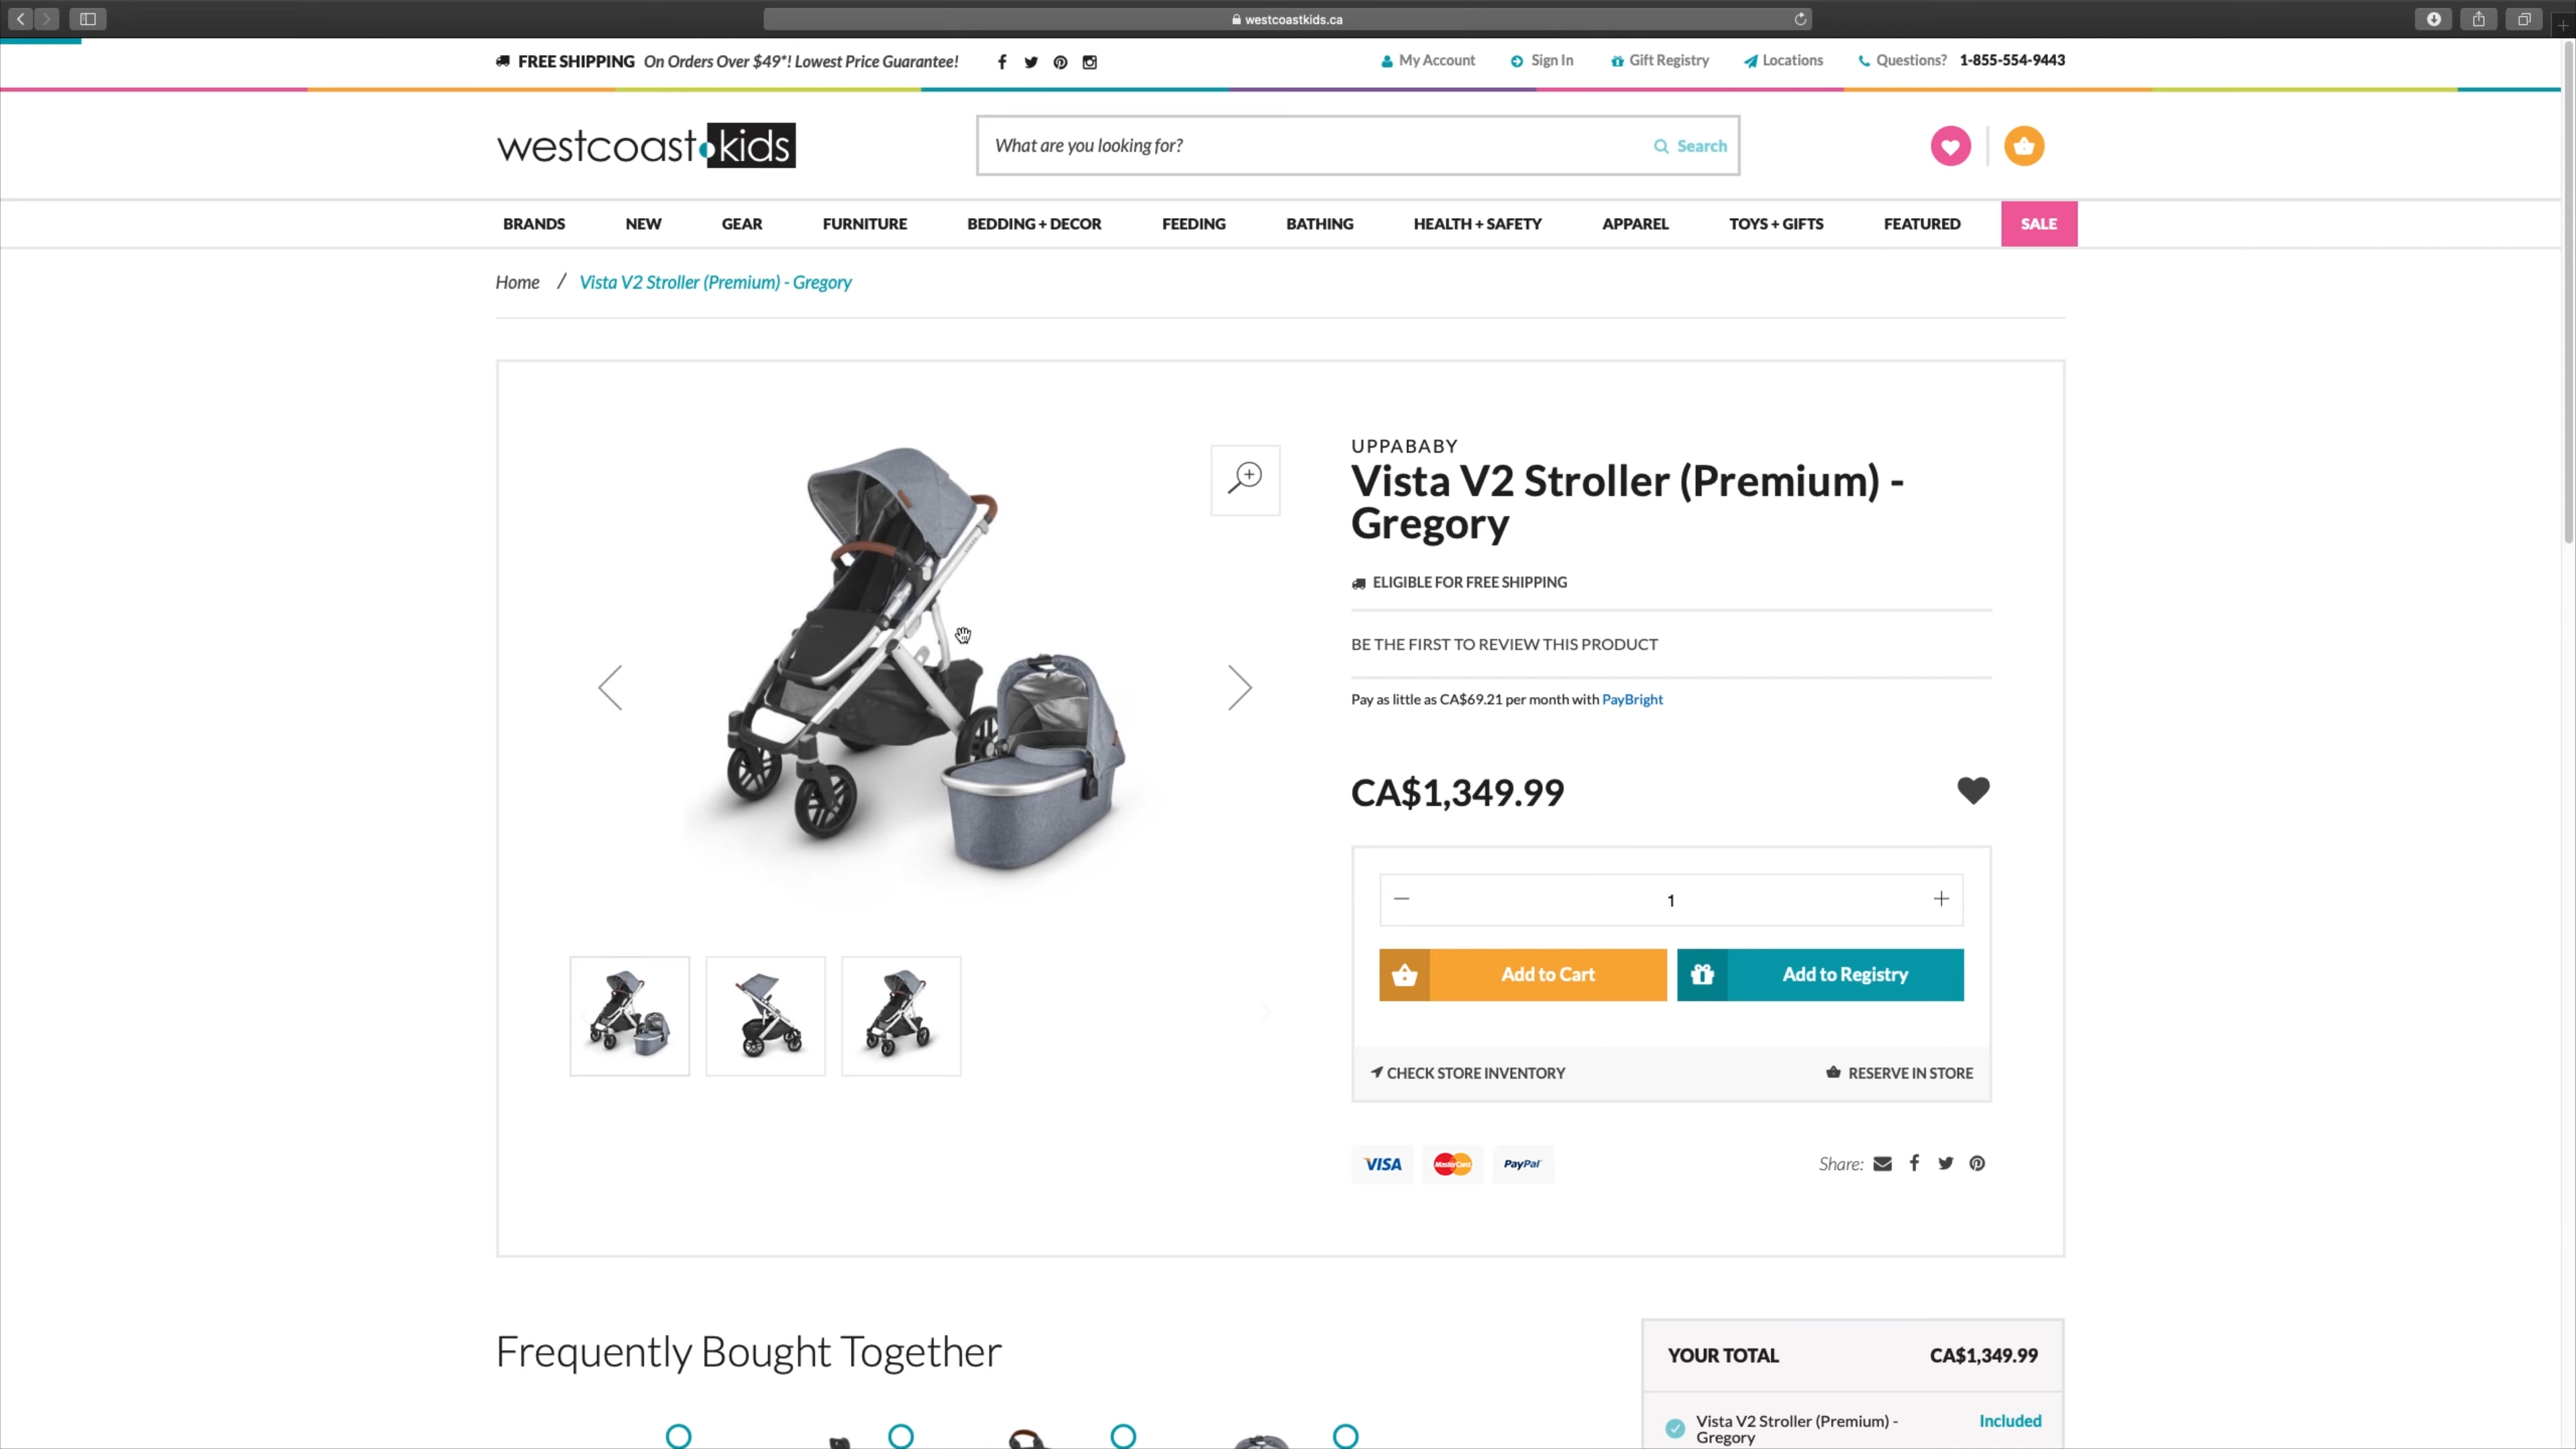 westcoastkids.ca
FREE SHIPPING On Orders Over $49*! Lowest Price Guarantee!
My Account
Sign In
Gift Registry
Locations
Questions? 1-855-554-9443
westcoast kids
What are you looking for?
Search
BRANDS
NEW
GEAR
FURNITURE
BEDDING + DECOR
FEEDING
BATHING
HEALTH + SAFETY
APPAREL
TOYS + GIFTS
FEATURED
SALE
Home / Vista V2 Stroller (Premium) - Gregory
UPPABABY
Vista V2 Stroller (Premium) -
Gregory
ELIGIBLE FOR FREE SHIPPING
BE THE FIRST TO REVIEW THIS PRODUCT
Pay as little as CA$69.21 per month with PayBright
CA$1,349.99
1
Add to Cart
Add to Registry
CHECK STORE INVENTORY
RESERVE IN STORE
VISA
MasterCard
PayPal
Share:
Frequently Bought Together
YOUR TOTAL CA$1,349.99
Vista V2 Stroller (Premium) - Included
Gregory